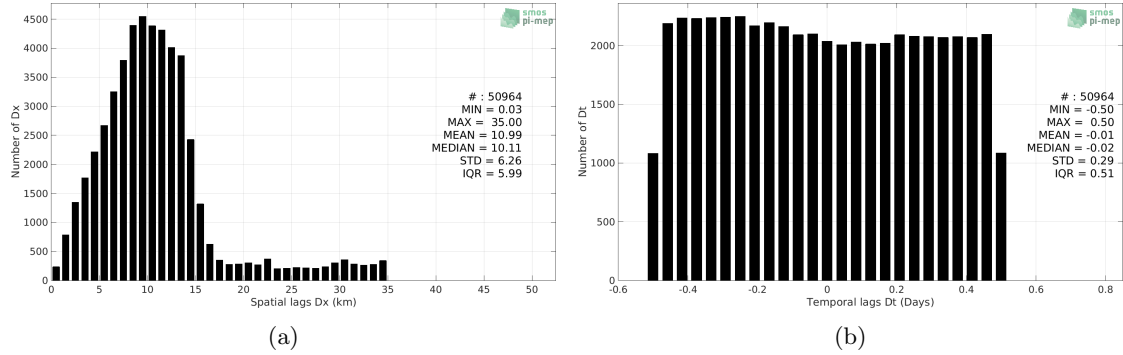 smos
pi-mep
4500
4000
3500
3000
2500
2000
1500
1000
500
0
Number of Dx
# : 50964
MIN = 0.03
MAX = 35.00
MEAN = 10.99
MEDIAN = 10.11
STD = 6.26
IQR = 5.99
0 5 10 15 20 25 30 35 40 45 50
Spatial lags Dx (km)
(a)
smos
pi-mep
2000
1500
1000
500
0
Number of Dt
# : 50964
MIN = -0.50
MAX = 0.50
MEAN = -0.01
MEDIAN = -0.02
STD = 0.29
IQR = 0.51
-0.6 -0.4 -0.2 0 0.2 0.4 0.6 0.8
Temporal lags Dt (Days)
(b)